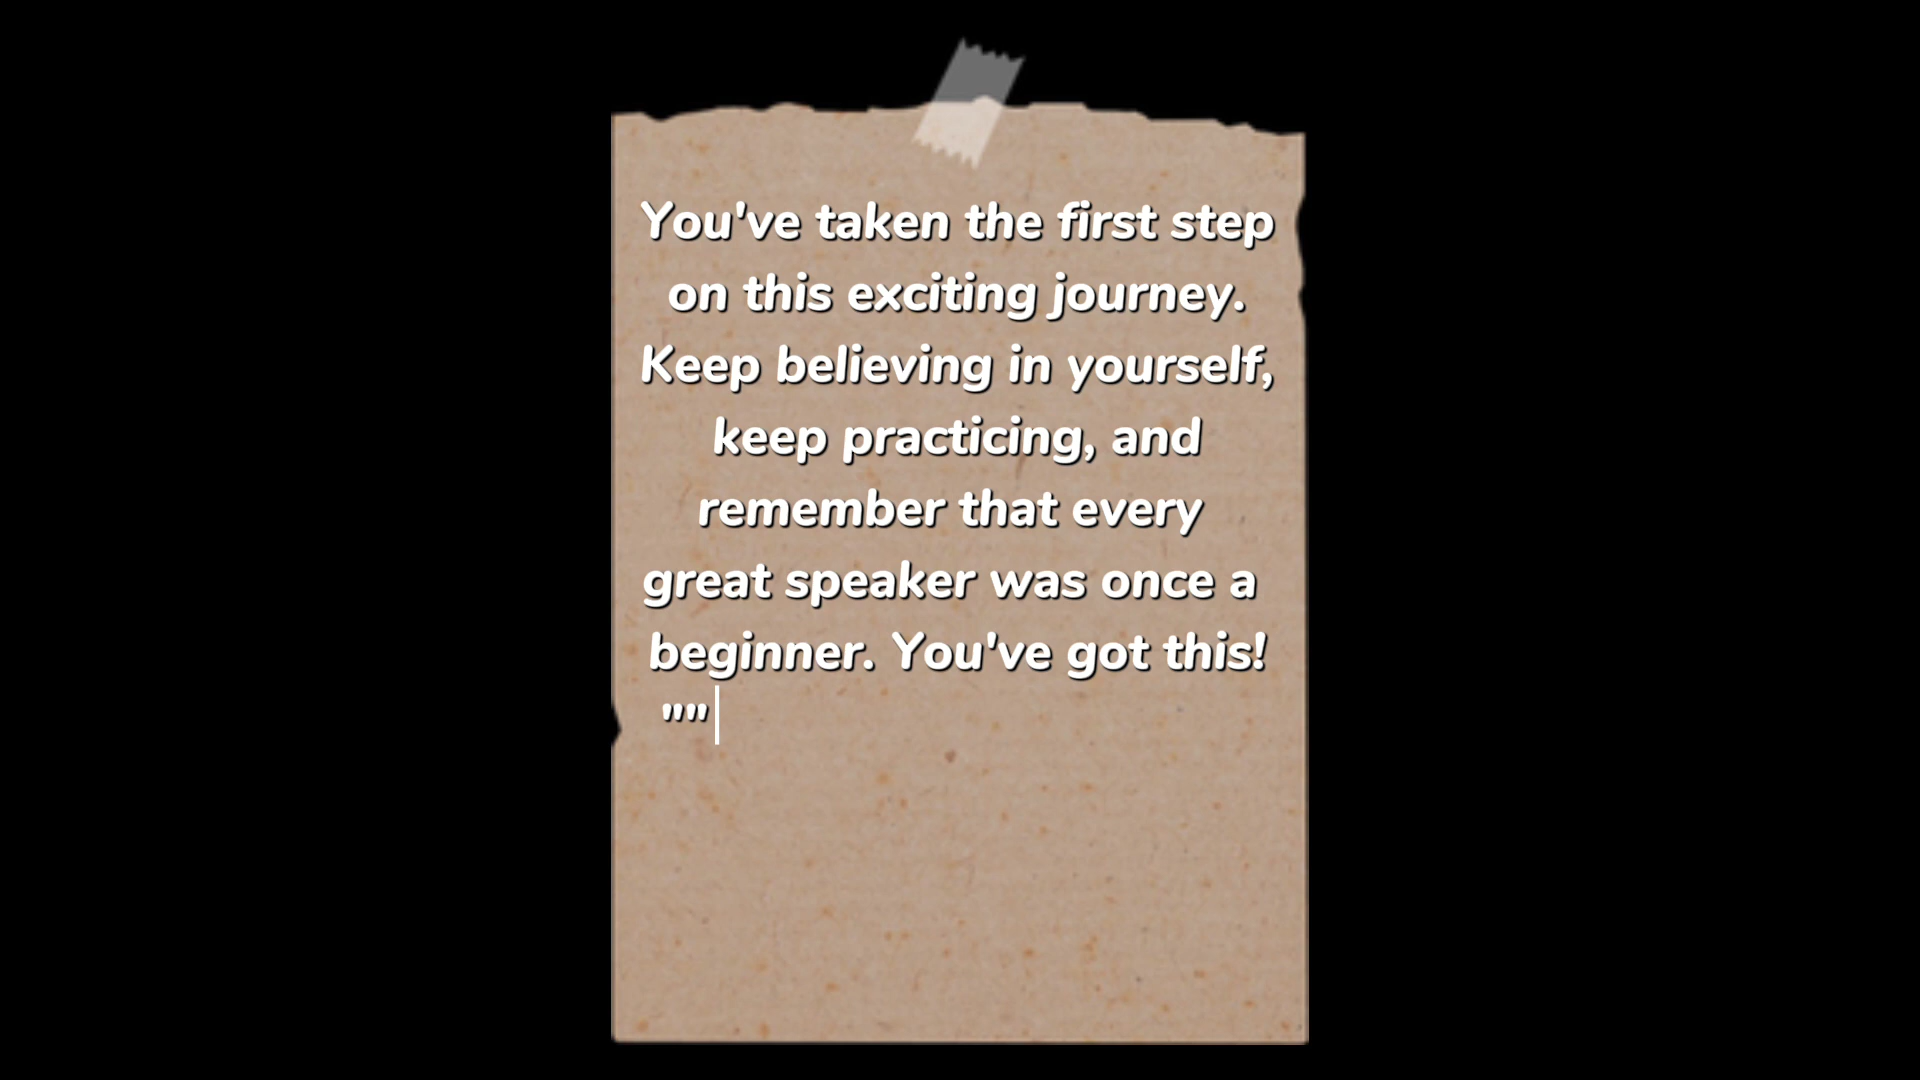 You've taken the first step
on this exciting journey.
Keep believing in yourself,
keep practicing, and
remember that every
great speaker was once a
beginner. You've got this!
""